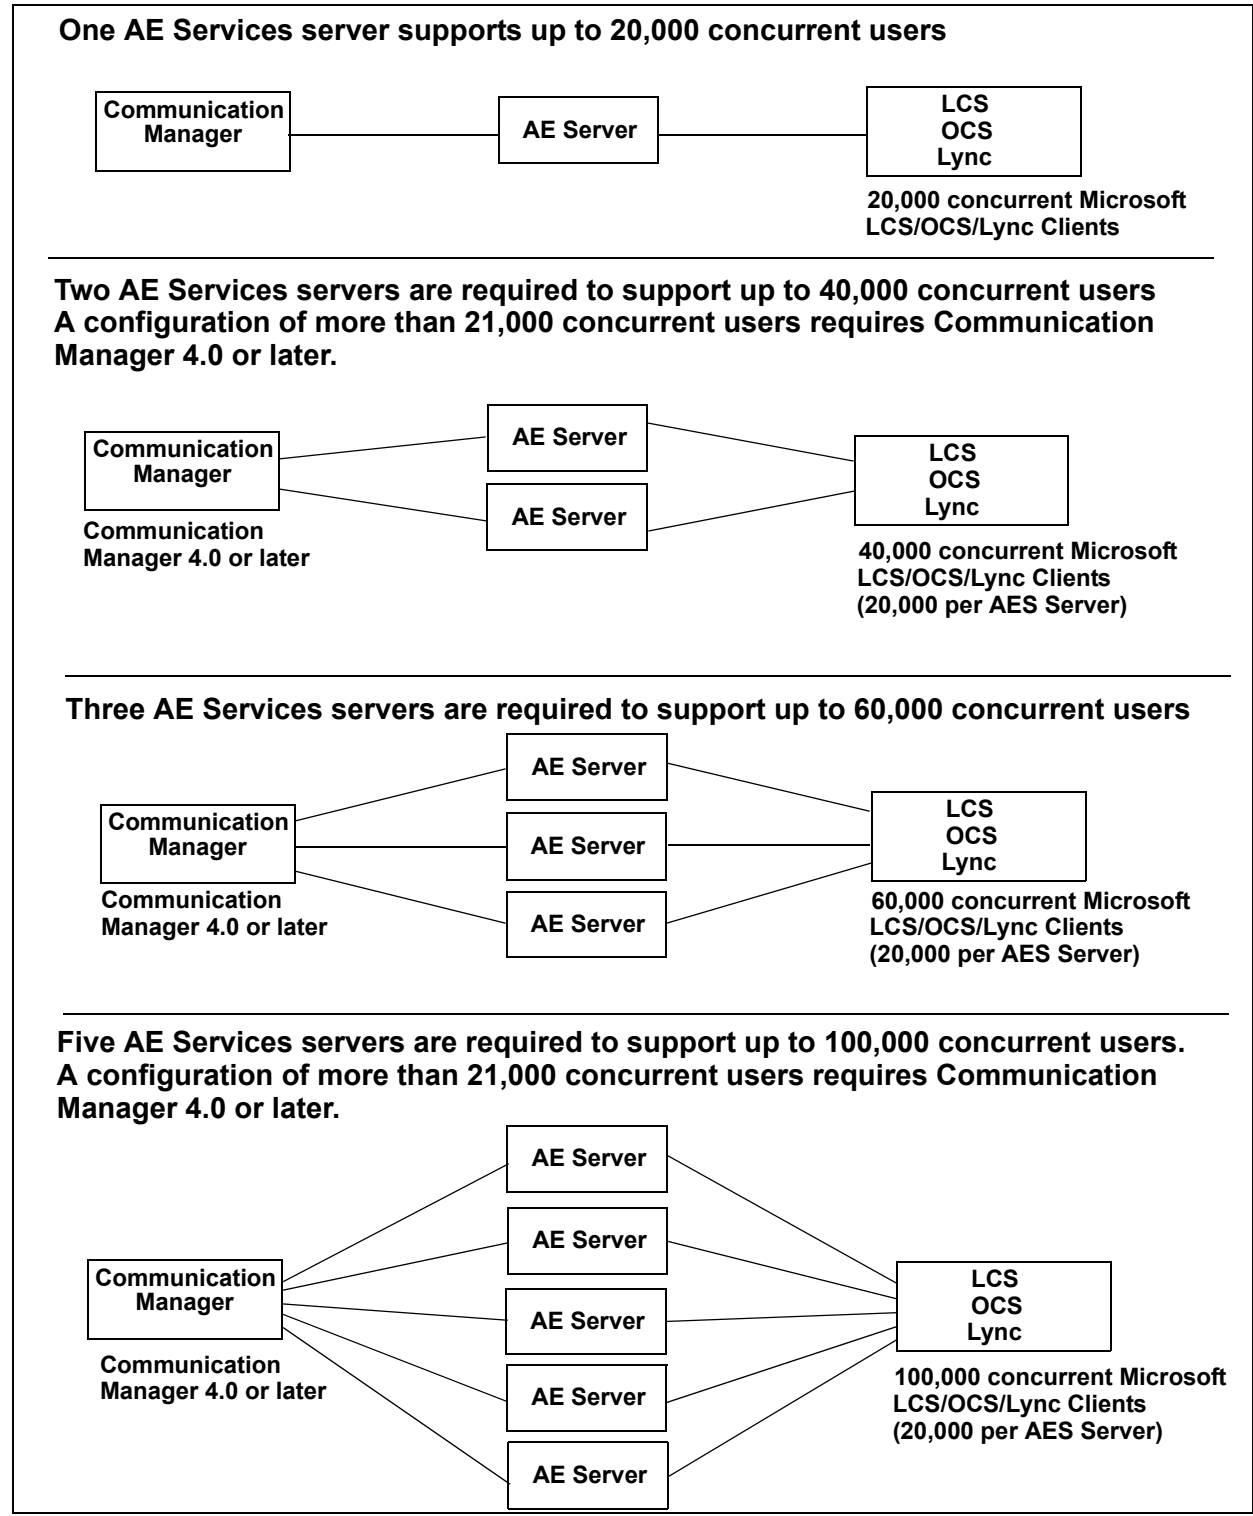 One AE Services server supports up to 20,000 concurrent users
Communication
Manager
AE Server
LCS
OCS
Lync
20,000 concurrent Microsoft
LCS/OCS/Lync Clients
Two AE Services servers are required to support up to 40,000 concurrent users
A configuration of more than 21,000 concurrent users requires Communication
Manager 4.0 or later.
Communication
Manager
Communication
Manager 4.0 or later
AE Server
AE Server
LCS
OCS
Lync
40,000 concurrent Microsoft
LCS/OCS/Lync Clients
(20,000 per AES Server)
Three AE Services servers are required to support up to 60,000 concurrent users
Communication
Manager
Communication
Manager 4.0 or later
AE Server
AE Server
AE Server
LCS
OCS
Lync
60,000 concurrent Microsoft
LCS/OCS/Lync Clients
(20,000 per AES Server)
Five AE Services servers are required to support up to 100,000 concurrent users.
A configuration of more than 21,000 concurrent users requires Communication
Manager 4.0 or later.
Communication
Manager
Communication
Manager 4.0 or later
AE Server
AE Server
AE Server
AE Server
AE Server
LCS
OCS
Lync
100,000 concurrent Microsoft
LCS/OCS/Lync Clients
(20,000 per AES Server)